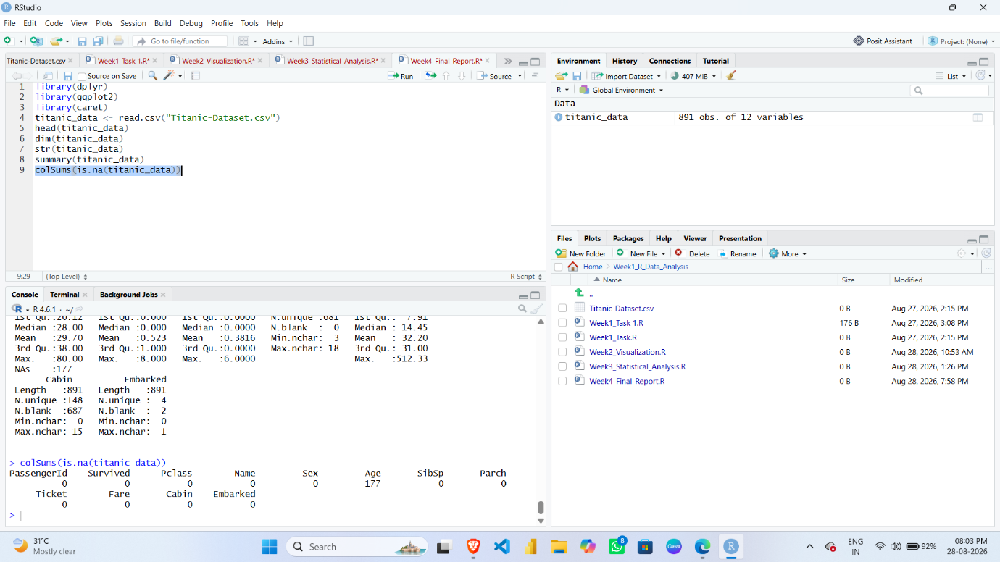 RStudio
File Edit Code View Plots Session Build Debug Profile Tools Help
Go to file/function Addins Posit Assistant Project: (None)
Titanic-Dataset.csv Week1_Task 1.R* Week2_Visualization.R* Week3_Statistical_Analysis.R* Week4_Final_Report.R*
Source on Save Run Source
1 library(dplyr)
2 library(ggplot2)
3 library(caret)
4 titanic_data <- read.csv("Titanic-Dataset.csv")
5 head(titanic_data)
6 dim(titanic_data)
7 str(titanic_data)
8 summary(titanic_data)
9 colSums(is.na(titanic_data))
9:29 (Top Level) R Script
Console Terminal Background Jobs
R 4.6.1 · ~/
1st Qu.:20.12 1st Qu.:0.000 1st Qu.:0.0000 N.unique :681 1st Qu.: 7.91
Median :28.00 Median :0.000 Median :0.0000 N.blank : 0 Median : 14.45
Mean :29.70 Mean :0.523 Mean :0.3816 Min.nchar: 3 Mean : 32.20
3rd Qu.:38.00 3rd Qu.:1.000 3rd Qu.:0.0000 Max.nchar: 18 3rd Qu.: 31.00
Max. :80.00 Max. :8.000 Max. :6.0000 Max. :512.33
NAs :177
Cabin Embarked
Length :891 Length :891
N.unique :148 N.unique : 4
N.blank :687 N.blank : 2
Min.nchar: 0 Min.nchar: 0
Max.nchar: 15 Max.nchar: 1
> colSums(is.na(titanic_data))
PassengerId Survived Pclass Name Sex Age SibSp Parch
0 0 0 0 0 177 0 0
Ticket Fare Cabin Embarked
0 0 0 0
>
Environment History Connections Tutorial
Import Dataset 407 MiB List
R Global Environment
Data
titanic_data 891 obs. of 12 variables
Files Plots Packages Help Viewer Presentation
New Folder New File Delete Rename More
Home Week1_R_Data_Analysis ...
Name Size Modified
..
Titanic-Dataset.csv 0 B Aug 27, 2026, 2:15 PM
Week1_Task 1.R 176 B Aug 27, 2026, 3:08 PM
Week1_Task.R 0 B Aug 27, 2026, 2:15 PM
Week2_Visualization.R 0 B Aug 28, 2026, 10:53 AM
Week3_Statistical_Analysis.R 0 B Aug 28, 2026, 1:26 PM
Week4_Final_Report.R 0 B Aug 28, 2026, 7:58 PM
31°C
Mostly clear
Search
8
ENG
IN
92%
08:03 PM
28-08-2026